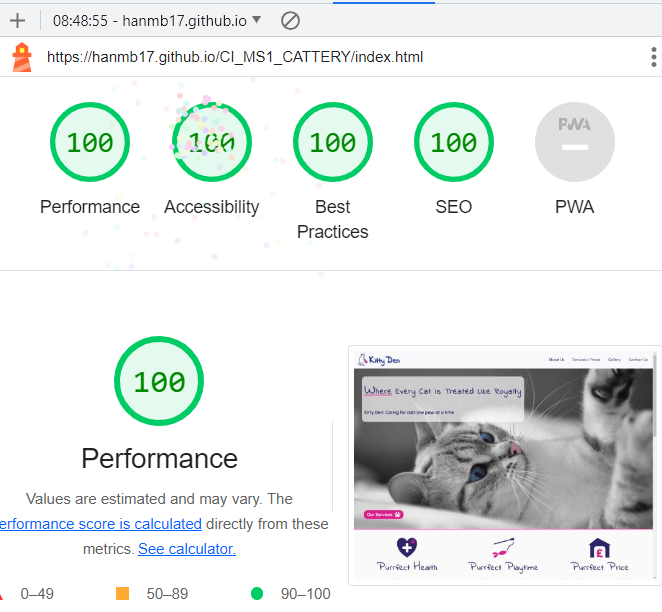 08:48:55 - hanmb17.github.io
https://hanmb17.github.io/CI_MS1_CATTERY/index.html
100 100 100 100 PWA
Performance Accessibility Best Practices SEO PWA
100
Performance
Values are estimated and may vary. The
erformance score is calculated directly from these
metrics. See calculator.
0–49 50–89 90–100
Kitty Den About Us Services / Prices Gallery Contact Us
Where Every Cat is Treated Like Royalty
Kitty Den: Caring for cats one paw at a time
Our Services
Purrfect Health Purrfect Playtime Purrfect Price